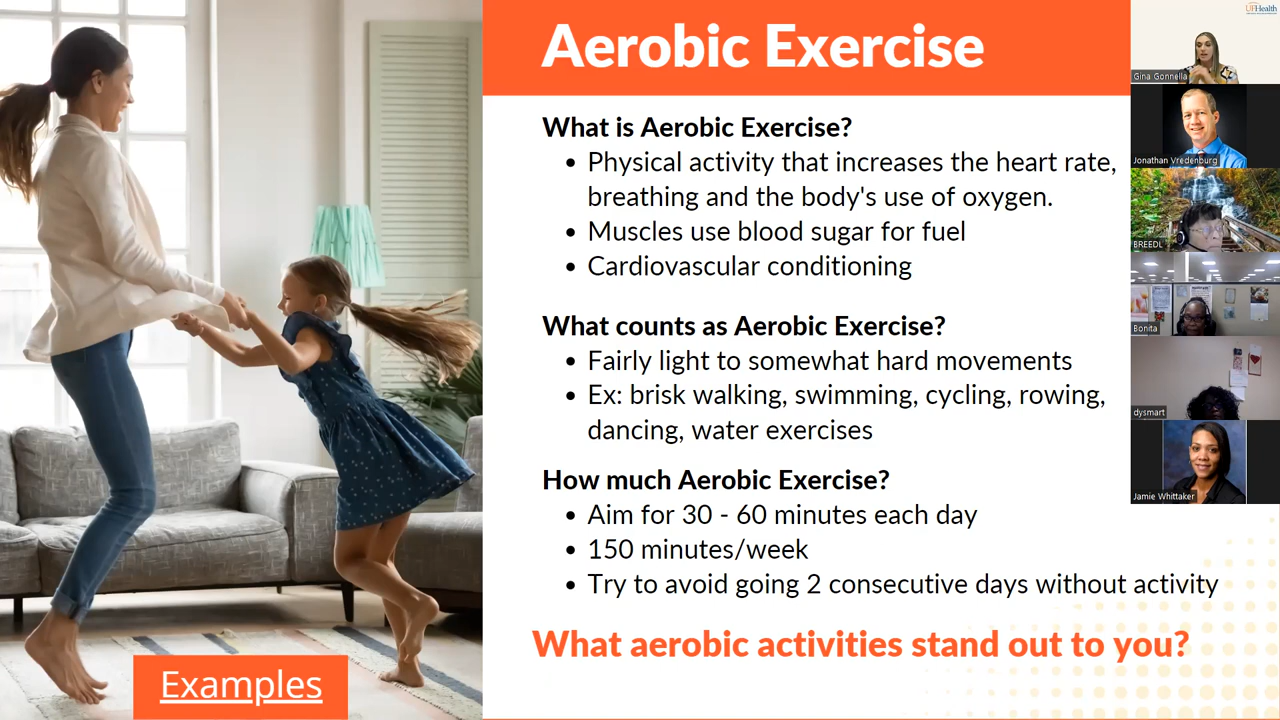 Aerobic Exercise
What is Aerobic Exercise?
• Physical activity that increases the heart rate,
breathing and the body's use of oxygen.
• Muscles use blood sugar for fuel
• Cardiovascular conditioning
What counts as Aerobic Exercise?
• Fairly light to somewhat hard movements
• Ex: brisk walking, swimming, cycling, rowing,
dancing, water exercises
How much Aerobic Exercise?
• Aim for 30 - 60 minutes each day
• 150 minutes/week
• Try to avoid going 2 consecutive days without activity
What aerobic activities stand out to you?
Examples
UFHealth
Gina Gonnella
Jonathan Vredenburg
BREEDL
Bonita
dysmart
Jamie Whittaker